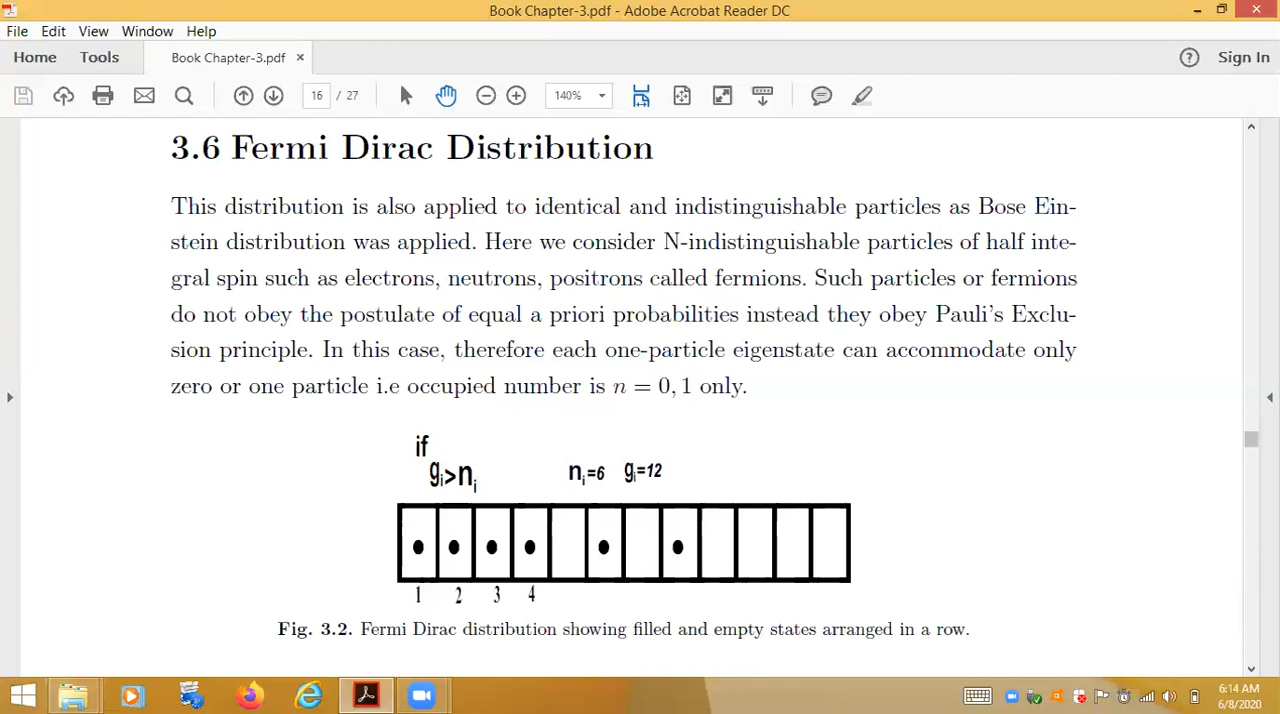 Book Chapter-3.pdf - Adobe Acrobat Reader DC
File Edit View Window Help
Home Tools Book Chapter-3.pdf × Sign In
16 / 27 140%
3.6 Fermi Dirac Distribution
This distribution is also applied to identical and indistinguishable particles as Bose Ein-
stein distribution was applied. Here we consider N-indistinguishable particles of half inte-
gral spin such as electrons, neutrons, positrons called fermions. Such particles or fermions
do not obey the postulate of equal a priori probabilities instead they obey Pauli's Exclu-
sion principle. In this case, therefore each one-particle eigenstate can accommodate only
zero or one particle i.e occupied number is n = 0, 1 only.
if
gᵢ>nᵢ nᵢ=6 gᵢ=12
1 2 3 4
Fig. 3.2. Fermi Dirac distribution showing filled and empty states arranged in a row.
6:14 AM
6/8/2020